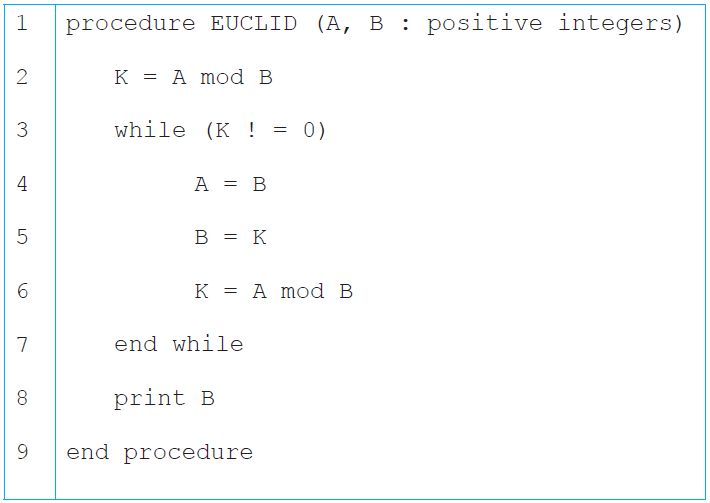 1 procedure EUCLID (A, B : positive integers)
2 K = A mod B
3 while (K ! = 0)
4 A = B
5 B = K
6 K = A mod B
7 end while
8 print B
9 end procedure